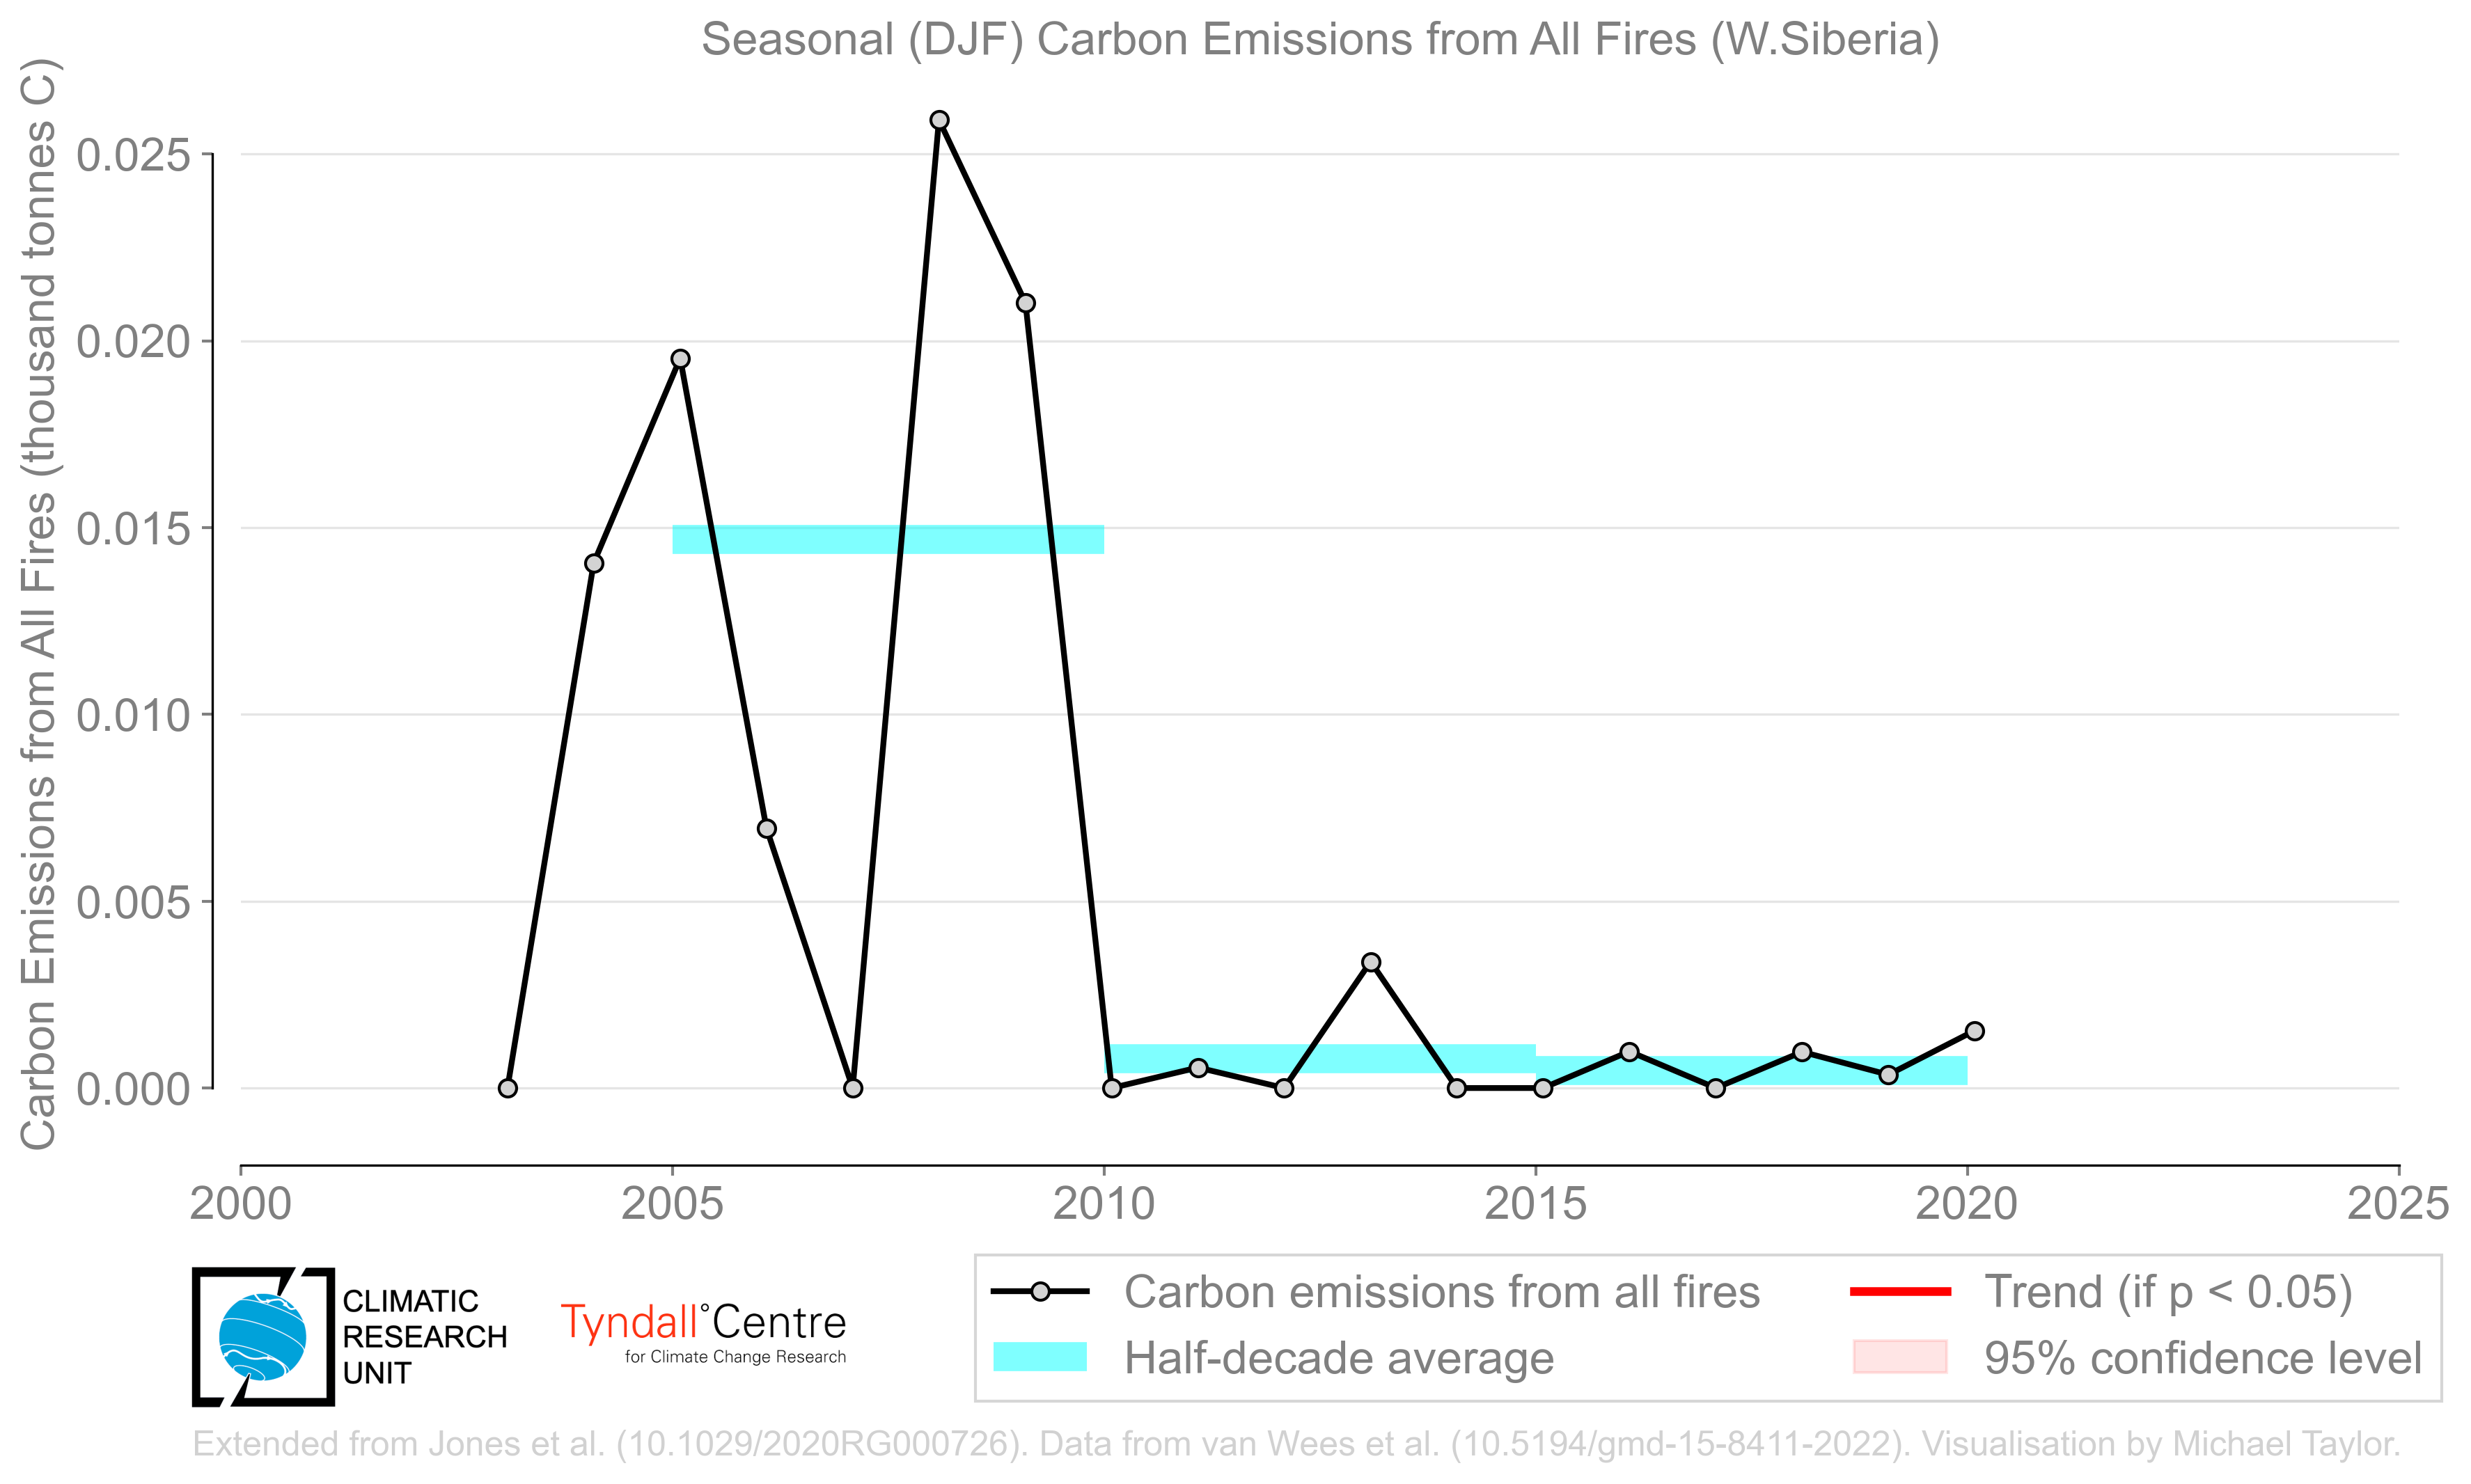 Seasonal (DJF) Carbon Emissions from All Fires (W.Siberia)
Carbon Emissions from All Fires (thousand tonnes C)
0.025
0.020
0.015
0.010
0.005
0.000
2000 2005 2010 2015 2020 2025
CLIMATIC
RESEARCH
UNIT
Tyndall°Centre
for Climate Change Research
Carbon emissions from all fires
Half-decade average
Trend (if p < 0.05)
95% confidence level
Extended from Jones et al. (10.1029/2020RG000726). Data from van Wees et al. (10.5194/gmd-15-8411-2022). Visualisation by Michael Taylor.